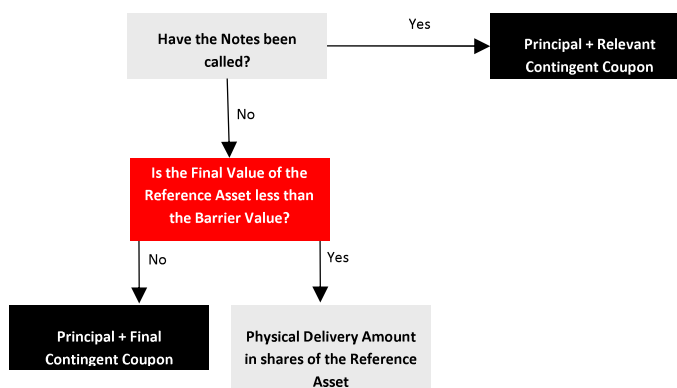 Have the Notes been
called?
Yes
Principal + Relevant
Contingent Coupon
No
Is the Final Value of the
Reference Asset less than
the Barrier Value?
No
Yes
Principal + Final
Contingent Coupon
Physical Delivery Amount
in shares of the Reference
Asset